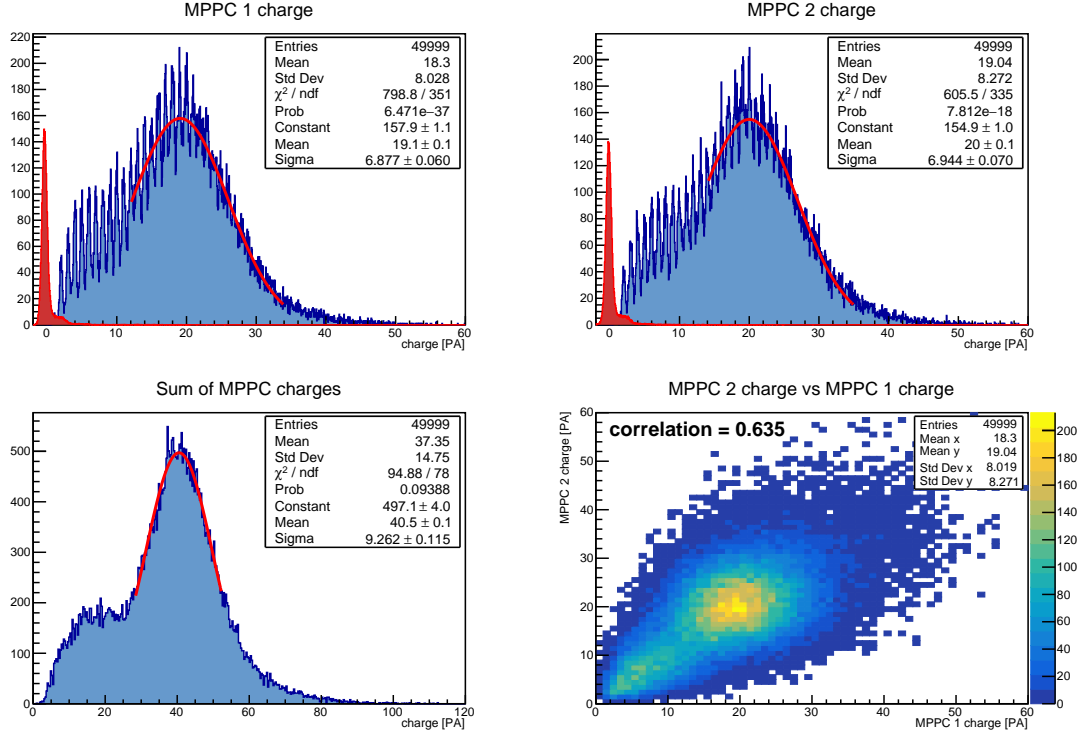 MPPC 1 charge
Entries 49999
Mean 18.3
Std Dev 8.028
χ² / ndf 798.8 / 351
Prob 6.471e−37
Constant 157.9 ± 1.1
Mean 19.1 ± 0.1
Sigma 6.877 ± 0.060
220
200
180
160
140
120
100
80
60
40
20
0
0 10 20 30 40 50 60
charge [PA]
MPPC 2 charge
Entries 49999
Mean 19.04
Std Dev 8.272
χ² / ndf 605.5 / 335
Prob 7.812e−18
Constant 154.9 ± 1.0
Mean 20 ± 0.1
Sigma 6.944 ± 0.070
200
180
160
140
120
100
80
60
40
20
0
0 10 20 30 40 50 60
charge [PA]
Sum of MPPC charges
Entries 49999
Mean 37.35
Std Dev 14.75
χ² / ndf 94.88 / 78
Prob 0.09388
Constant 497.1 ± 4.0
Mean 40.5 ± 0.1
Sigma 9.262 ± 0.115
500
400
300
200
100
0
0 20 40 60 80 100 120
charge [PA]
MPPC 2 charge vs MPPC 1 charge
correlation = 0.635
Entries 49999
Mean x 18.3
Mean y 19.04
Std Dev x 8.019
Std Dev y 8.271
MPPC 2 charge [PA]
60
50
40
30
20
10
0
0 10 20 30 40 50 60
MPPC 1 charge [PA]
200
180
160
140
120
100
80
60
40
20
0